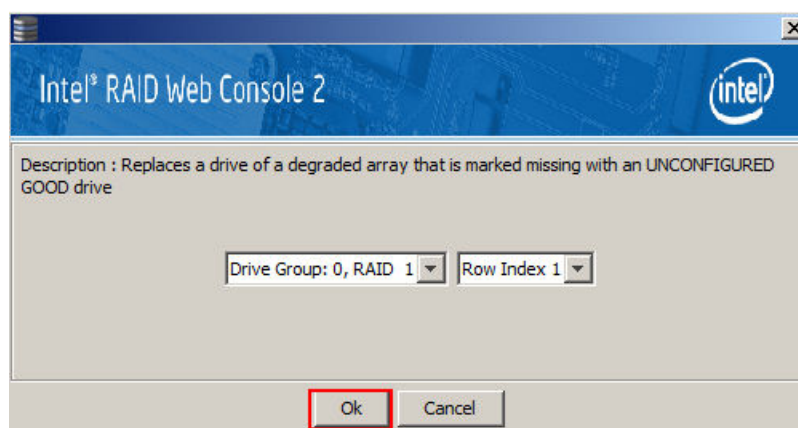 Intel® RAID Web Console 2
intel
Description : Replaces a drive of a degraded array that is marked missing with an UNCONFIGURED
GOOD drive
Drive Group: 0, RAID 1 Row Index 1
Ok Cancel